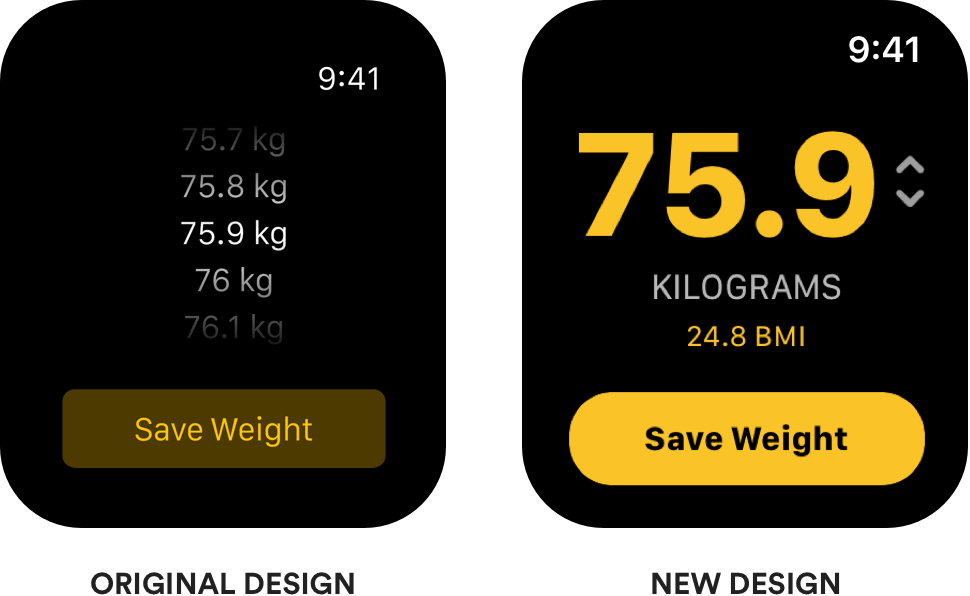 9:41
75.7 kg
75.8 kg
75.9 kg
76 kg
76.1 kg
Save Weight
ORIGINAL DESIGN
9:41
75.9
KILOGRAMS
24.8 BMI
Save Weight
NEW DESIGN